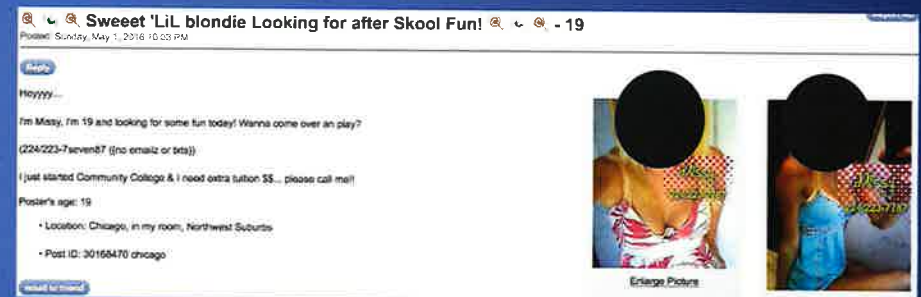 Sweeet 'LiL blondie Looking for after Skool Fun! - 19
Posted: Sunday, May 1, 2016 10:03 PM
Reply
Heyyyy...
I'm Missy, I'm 19 and looking for some fun today! Wanna come over an play?
(224/223-7seven87 ((no emailz or txts))
I just started Community College & I need extra tuition $$... please call me!!
Poster's age: 19
• Location: Chicago, in my room, Northwest Suburbs
• Post ID: 30168470 chicago
email to friend
Enlarge Picture